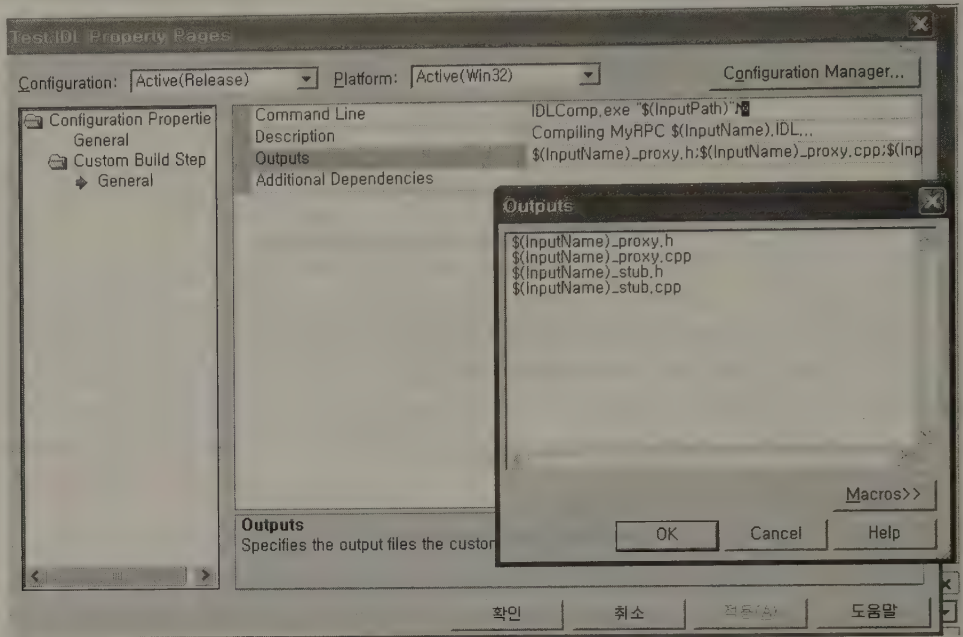 Test.IDL Property Pages
Configuration: Active(Release) Platform: Active(Win32) Configuration Manager...
Configuration Propertie
General
Custom Build Step
General
Command Line IDLComp.exe "$(InputPath)"
Description Compiling MyRPC $(InputName).IDL...
Outputs $(InputName)_proxy.h;$(InputName)_proxy.cpp;$(Inp
Additional Dependencies
Outputs
$(InputName)_proxy.h
$(InputName)_proxy.cpp
$(InputName)_stub.h
$(InputName)_stub.cpp
Macros>>
OK Cancel Help
Outputs
Specifies the output files the custor
확인 취소 적용(A) 도움말